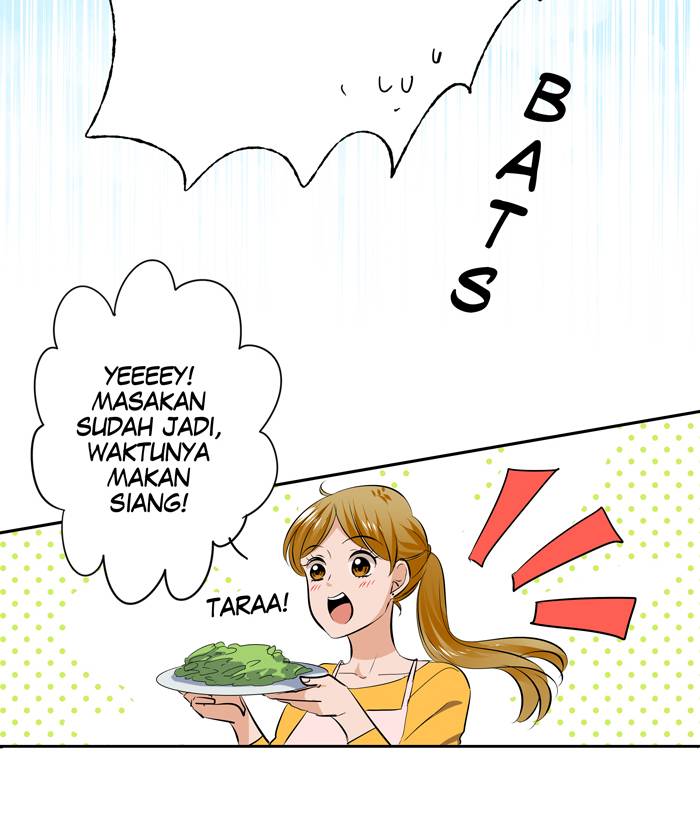 BATS
YEEEEY!
MASAKAN
SUDAH JADI,
WAKTUNYA
MAKAN
SIANG!
TARAA!